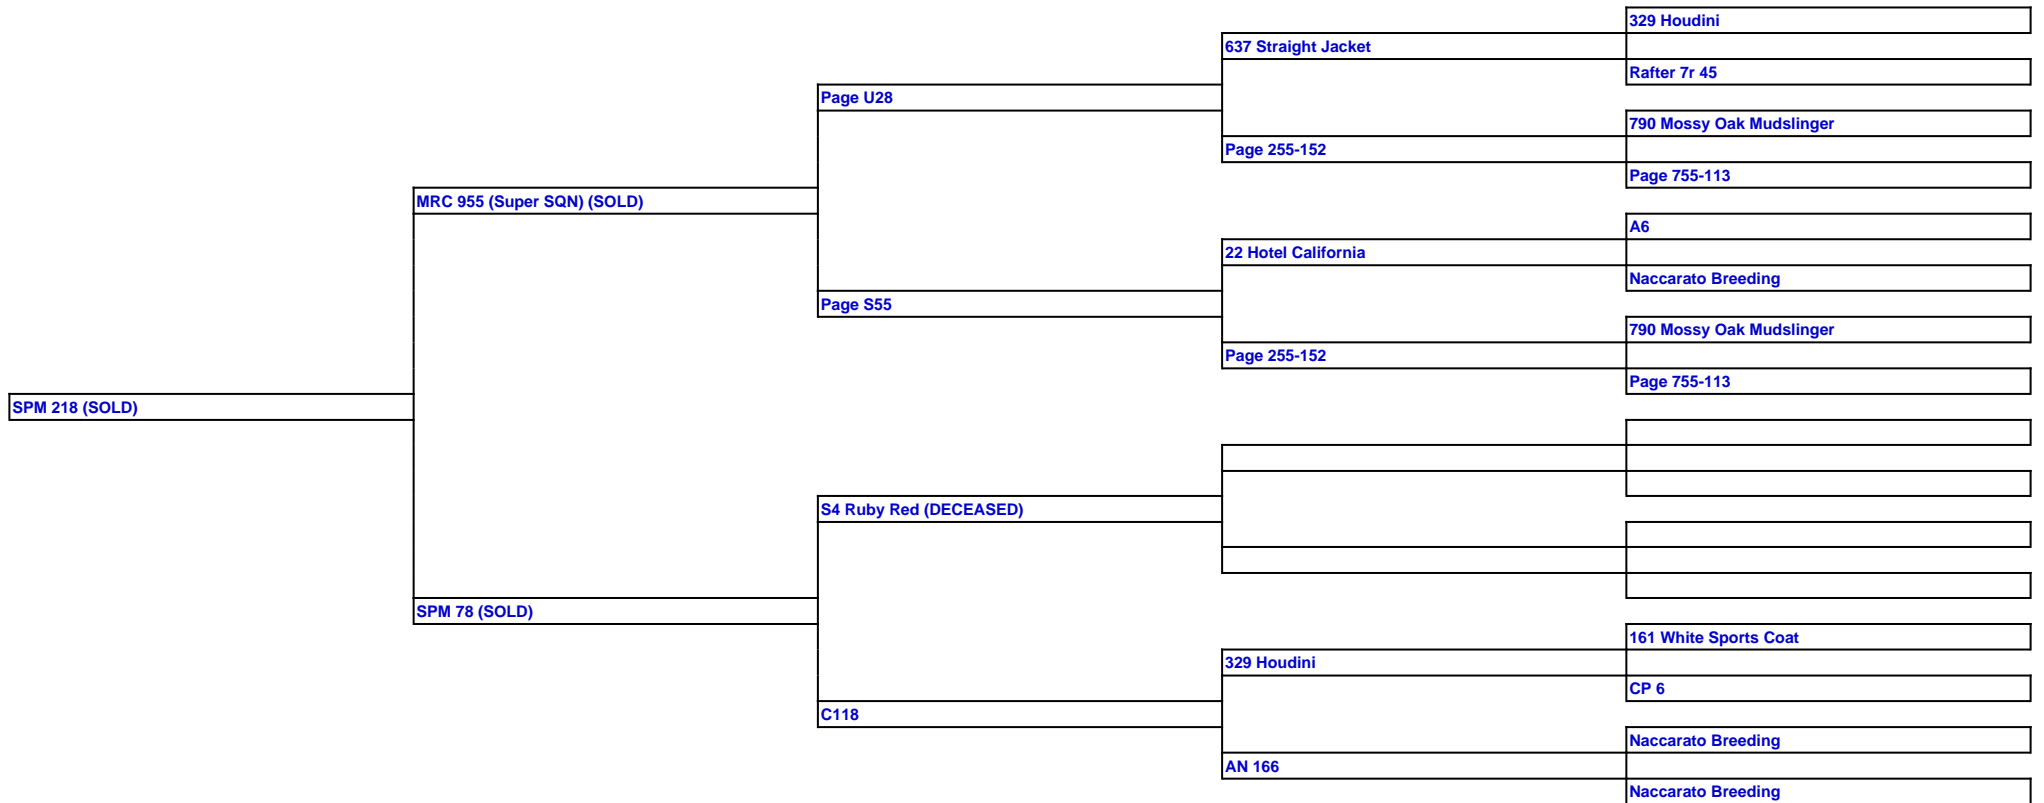 329 Houdini
637 Straight Jacket
Rafter 7r 45
Page U28
790 Mossy Oak Mudslinger
Page 255-152
Page 755-113
MRC 955 (Super SQN) (SOLD)
A6
22 Hotel California
Naccarato Breeding
Page S55
790 Mossy Oak Mudslinger
Page 255-152
Page 755-113
SPM 218 (SOLD)
S4 Ruby Red (DECEASED)
SPM 78 (SOLD)
161 White Sports Coat
329 Houdini
CP 6
C118
Naccarato Breeding
AN 166
Naccarato Breeding